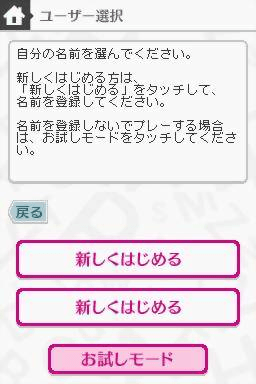 ユーザー選択
自分の名前を選んでください。
新しくはじめる方は、
「新しくはじめる」をタッチして、
名前を登録してください。
名前を登録しないでプレーする場合
は、お試しモードをタッチしてくださ
い。
戻る
新しくはじめる
新しくはじめる
お試しモード